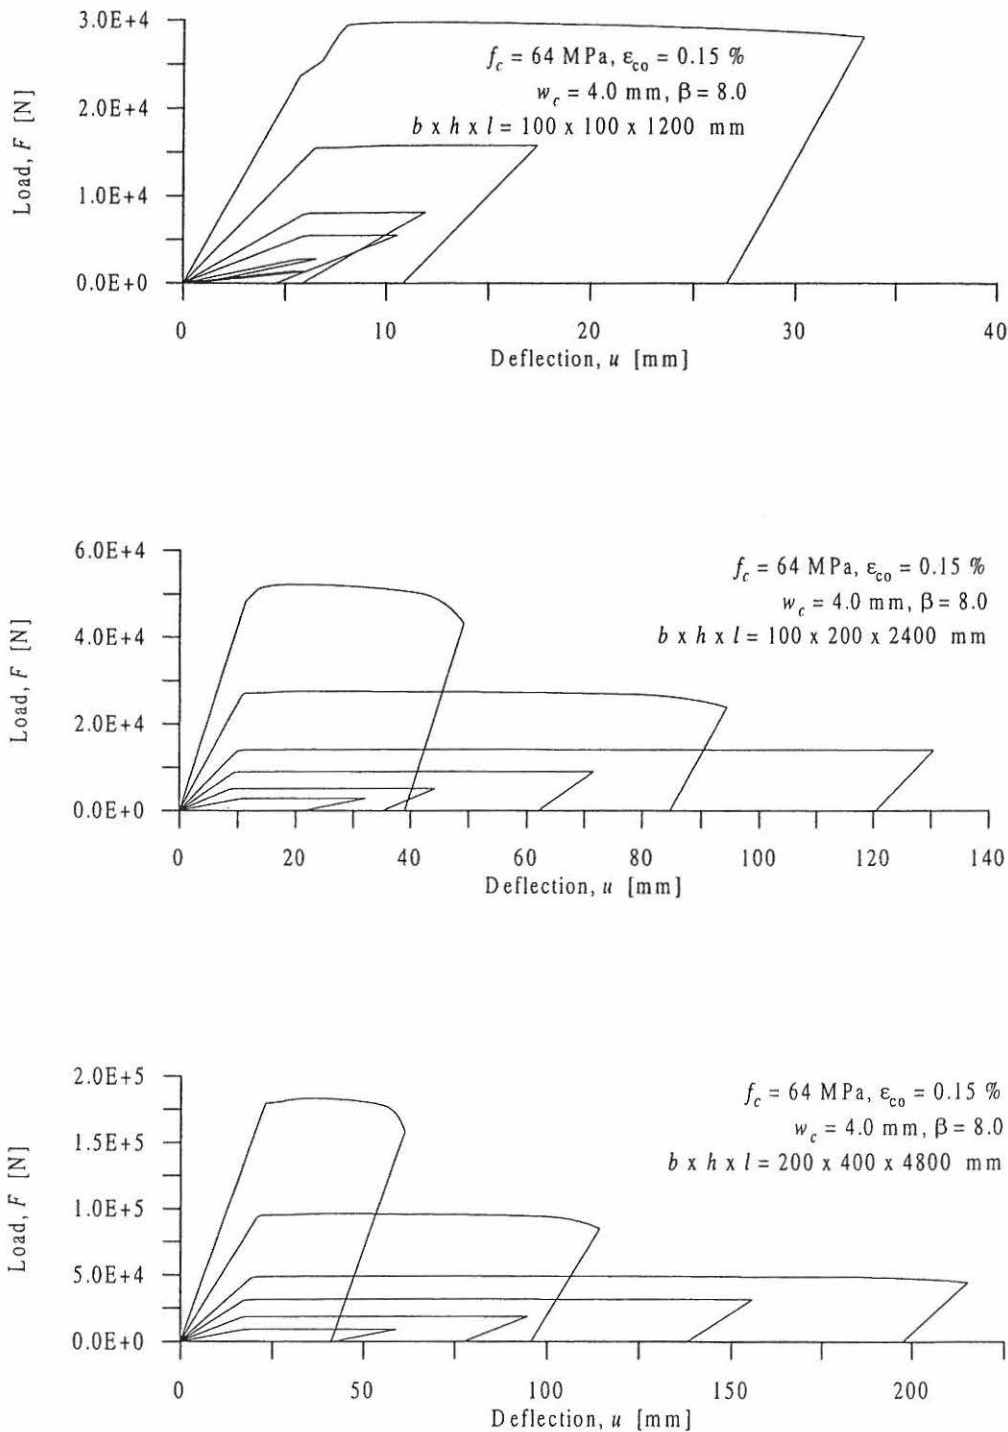 3.0E+4
2.0E+4
1.0E+4
0.0E+0
Load, F [N]
f_c = 64 MPa, ε_co = 0.15 %
w_c = 4.0 mm, β = 8.0
b x h x l = 100 x 100 x 1200 mm
0 10 20 30 40
Deflection, u [mm]
6.0E+4
4.0E+4
2.0E+4
0.0E+0
Load, F [N]
f_c = 64 MPa, ε_co = 0.15 %
w_c = 4.0 mm, β = 8.0
b x h x l = 100 x 200 x 2400 mm
0 20 40 60 80 100 120 140
Deflection, u [mm]
2.0E+5
1.5E+5
1.0E+5
5.0E+4
0.0E+0
Load, F [N]
f_c = 64 MPa, ε_co = 0.15 %
w_c = 4.0 mm, β = 8.0
b x h x l = 200 x 400 x 4800 mm
0 50 100 150 200
Deflection, u [mm]